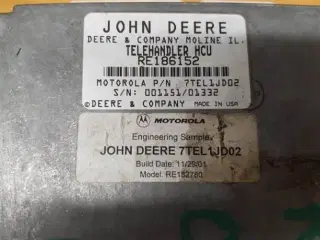 JOHN DEERE
DEERE & COMPANY MOLINE IL.
TELEHANDLER HCU
RE186152
MOTOROLA P/N 7TEL1JD02
S/N: 001151/01332
©DEERE & COMPANY MADE IN USA
MOTOROLA
Engineering Sample
JOHN DEERE 7TEL1JD02
Build Date: 11/29/01
Model: RE182780